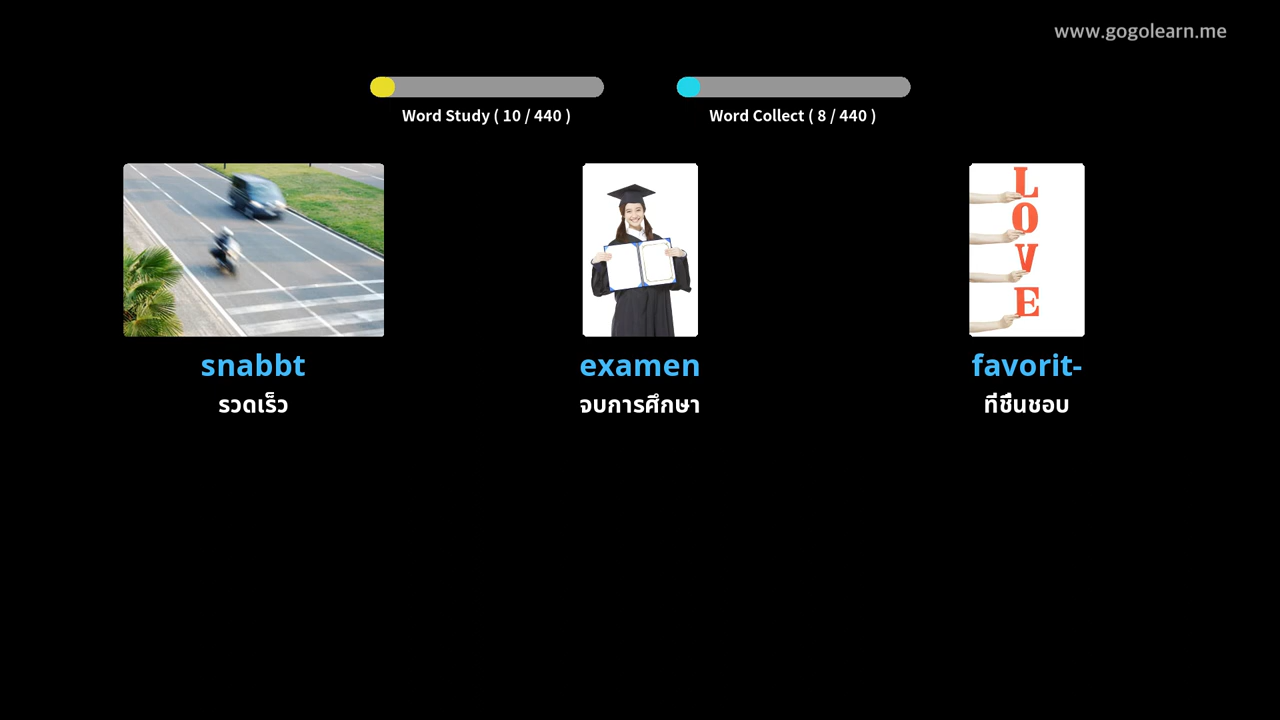 www.gogolearn.me
Word Study ( 10 / 440 )
Word Collect ( 8 / 440 )
L
O
V
E
snabbt
examen
favorit-
รวดเร็ว
จบการศึกษา
ที่ชื่นชอบ